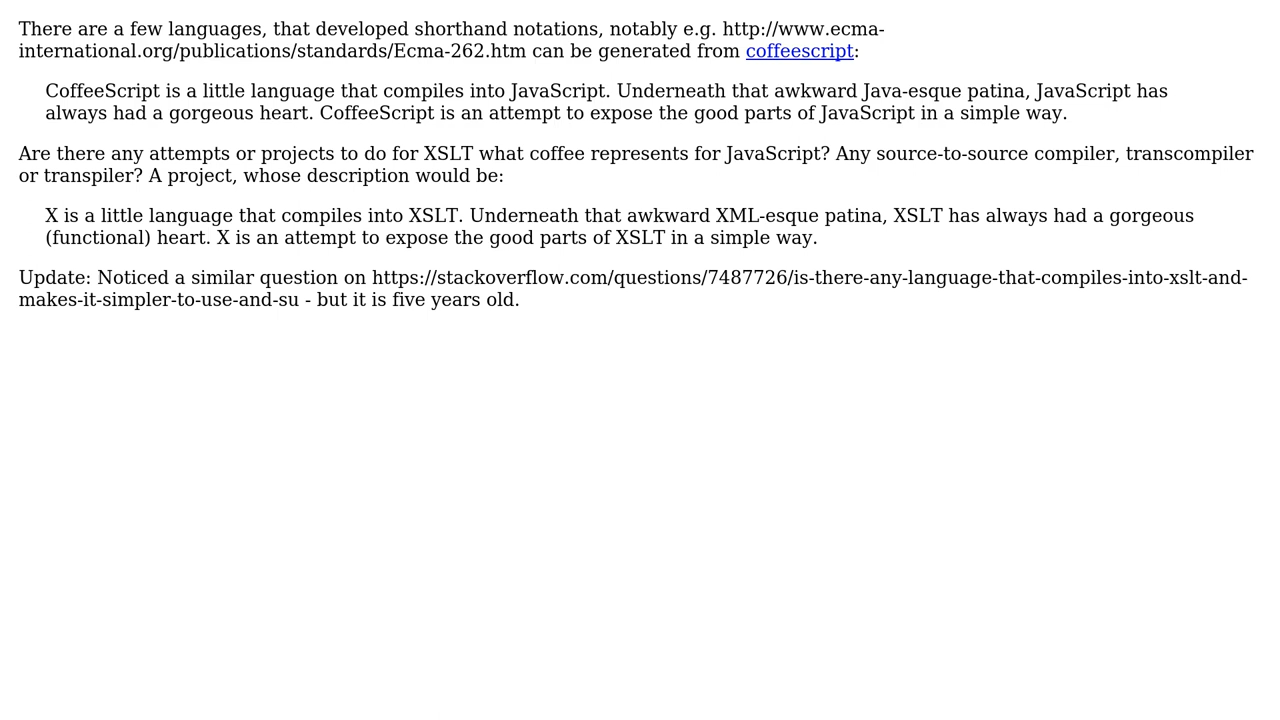 There are a few languages, that developed shorthand notations, notably e.g. http://www.ecma-
international.org/publications/standards/Ecma-262.htm can be generated from coffeescript:
CoffeeScript is a little language that compiles into JavaScript. Underneath that awkward Java-esque patina, JavaScript has
always had a gorgeous heart. CoffeeScript is an attempt to expose the good parts of JavaScript in a simple way.
Are there any attempts or projects to do for XSLT what coffee represents for JavaScript? Any source-to-source compiler, transcompiler
or transpiler? A project, whose description would be:
X is a little language that compiles into XSLT. Underneath that awkward XML-esque patina, XSLT has always had a gorgeous
(functional) heart. X is an attempt to expose the good parts of XSLT in a simple way.
Update: Noticed a similar question on https://stackoverflow.com/questions/7487726/is-there-any-language-that-compiles-into-xslt-and-
makes-it-simpler-to-use-and-su - but it is five years old.